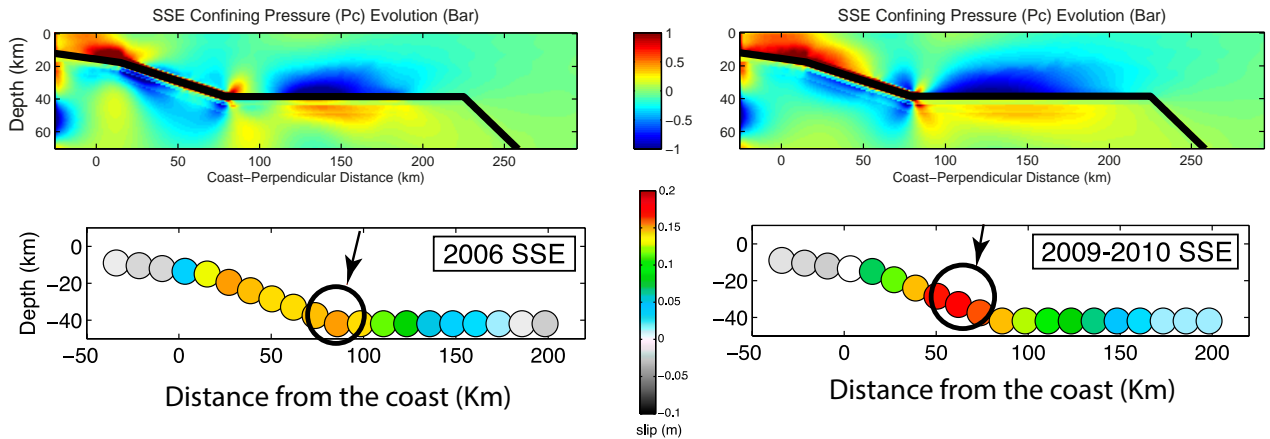 SSE Confining Pressure (Pc) Evolution (Bar)
0
20
40
60
Depth (km)
0 50 100 150 200 250
Coast−Perpendicular Distance (km)
1
0.5
0
−0.5
−1
SSE Confining Pressure (Pc) Evolution (Bar)
0
20
40
60
0 50 100 150 200 250
Coast−Perpendicular Distance (km)
2006 SSE
0
−20
−40
Depth (km)
−50 0 50 100 150 200
Distance from the coast (Km)
0.2
0.15
0.1
0.05
0
−0.05
−0.1
slip (m)
2009-2010 SSE
0
−20
−40
−50 0 50 100 150 200
Distance from the coast (Km)